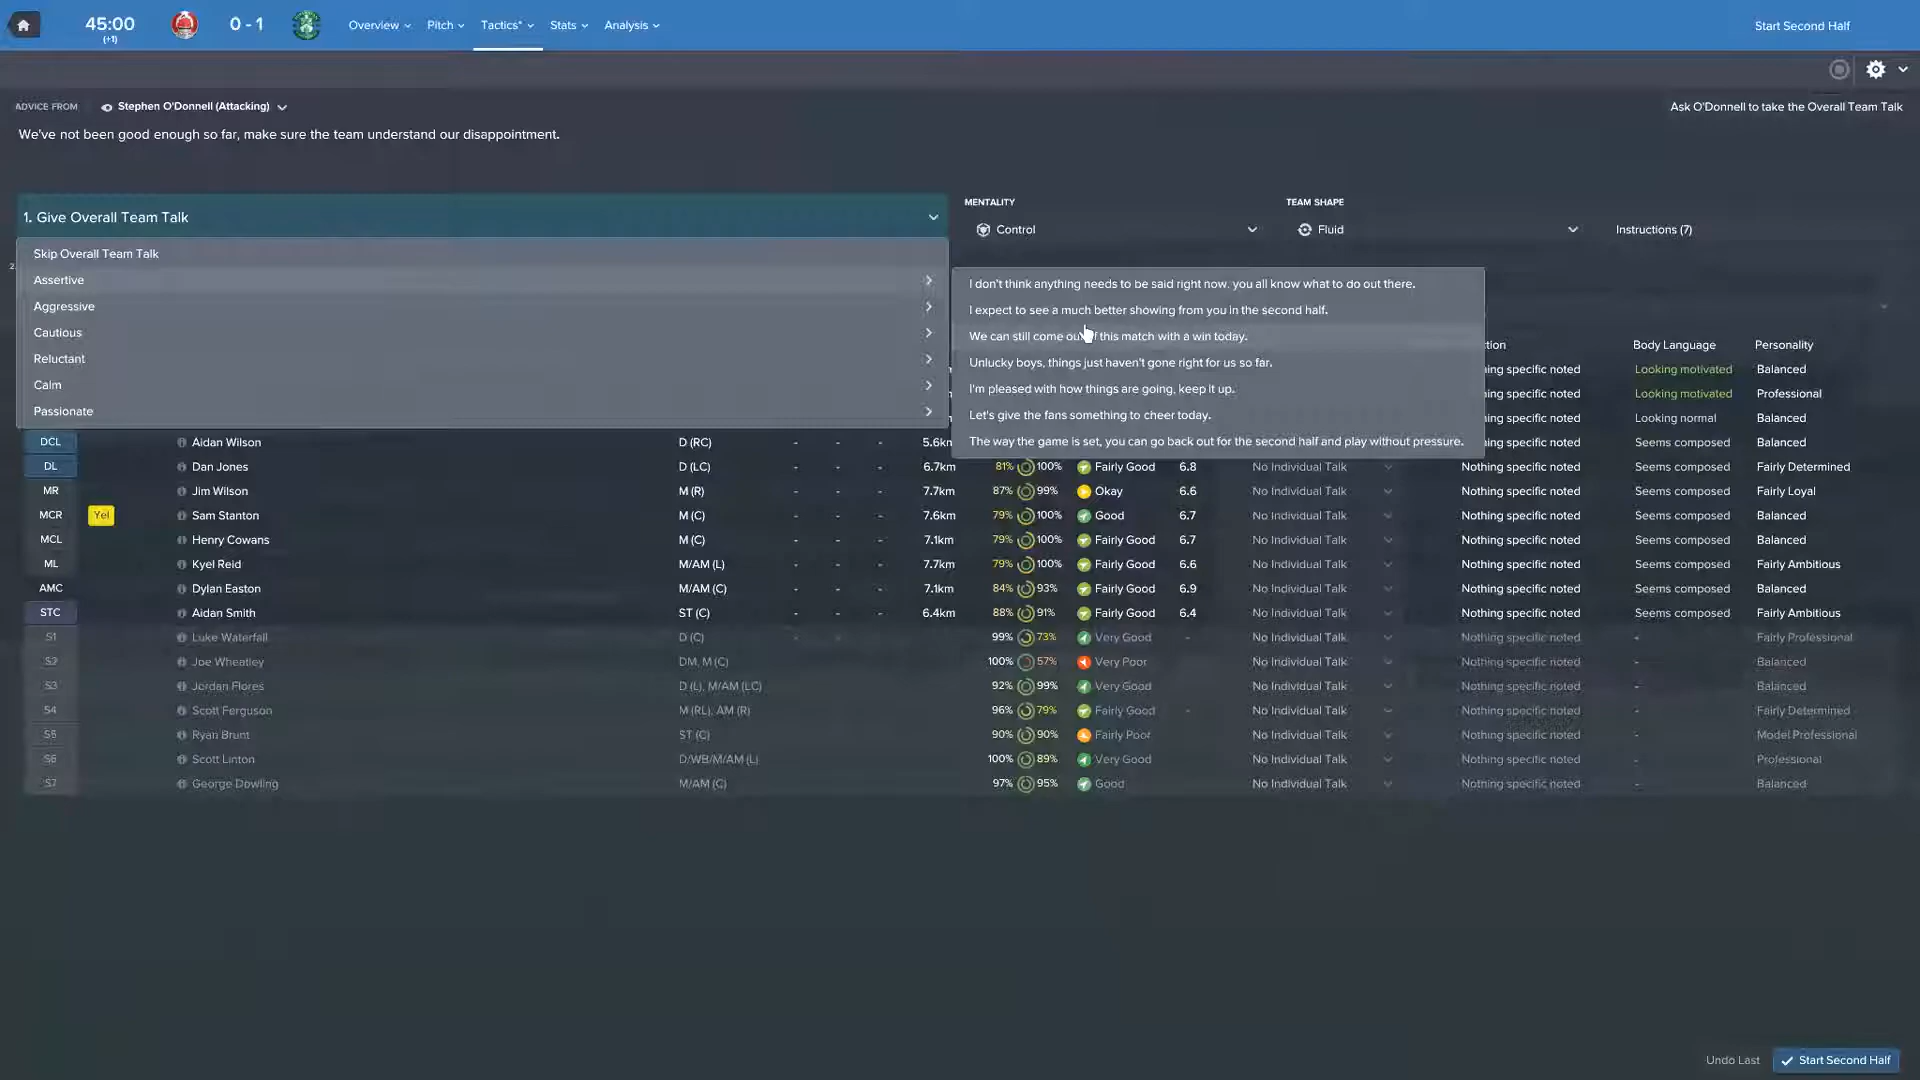 45:00
(+1)
0 - 1
Overview
Pitch
Tactics*
Stats
Analysis
Start Second Half
ADVICE FROM
Stephen O'Donnell (Attacking)
Ask O'Donnell to take the Overall Team Talk
We've not been good enough so far, make sure the team understand our disappointment.
1. Give Overall Team Talk
MENTALITY
Control
TEAM SHAPE
Fluid
Instructions (7)
Skip Overall Team Talk
2.
Assertive
Aggressive
Cautious
Reluctant
Calm
Passionate
I don't think anything needs to be said right now, you all know what to do out there.
I expect to see a much better showing from you in the second half.
We can still come out this match with a win today.
Unlucky boys, things just haven't gone right for us so far.
I'm pleased with how things are going, keep it up.
Let's give the fans something to cheer today.
The way the game is set, you can go back out for the second half and play without pressure.
Body Language Personality
Looking motivated Balanced
Looking motivated Professional
Looking normal Balanced
DCL Aidan Wilson D (RC) - - - 5.6km Seems composed Balanced
DL Dan Jones D (LC) - - - 6.7km 81% 100% Fairly Good 6.8 No Individual Talk Nothing specific noted Seems composed Fairly Determined
MR Jim Wilson M (R) - - - 7.7km 87% 99% Okay 6.6 No Individual Talk Nothing specific noted Seems composed Fairly Loyal
MCR Yel Sam Stanton M (C) - - - 7.6km 79% 100% Good 6.7 No Individual Talk Nothing specific noted Seems composed Balanced
MCL Henry Cowans M (C) - - - 7.1km 79% 100% Fairly Good 6.7 No Individual Talk Nothing specific noted Seems composed Balanced
ML Kyel Reid M/AM (L) - - - 7.7km 79% 100% Fairly Good 6.6 No Individual Talk Nothing specific noted Seems composed Fairly Ambitious
AMC Dylan Easton M/AM (C) - - - 7.1km 84% 93% Fairly Good 6.9 No Individual Talk Nothing specific noted Seems composed Balanced
STC Aidan Smith ST (C) - - - 6.4km 88% 91% Fairly Good 6.4 No Individual Talk Nothing specific noted Seems composed Fairly Ambitious
S1 Luke Waterfall D (C) - - - 99% 73% Very Good - No Individual Talk Nothing specific noted - Fairly Professional
S2 Joe Wheatley DM, M (C) 100% 57% Very Poor No Individual Talk Nothing specific noted - Balanced
S3 Jordan Flores D (L), M/AM (LC) 92% 99% Very Good No Individual Talk Nothing specific noted - Balanced
S4 Scott Ferguson M (RL), AM (R) 96% 79% Fairly Good - No Individual Talk Nothing specific noted - Fairly Determined
S5 Ryan Brunt ST (C) 90% 90% Fairly Poor No Individual Talk Nothing specific noted - Model Professional
S6 Scott Linton D/WB/M/AM (L) 100% 89% Very Good No Individual Talk Nothing specific noted - Professional
S7 George Dowling M/AM (C) 97% 95% Good No Individual Talk Nothing specific noted - Balanced
Undo Last
Start Second Half